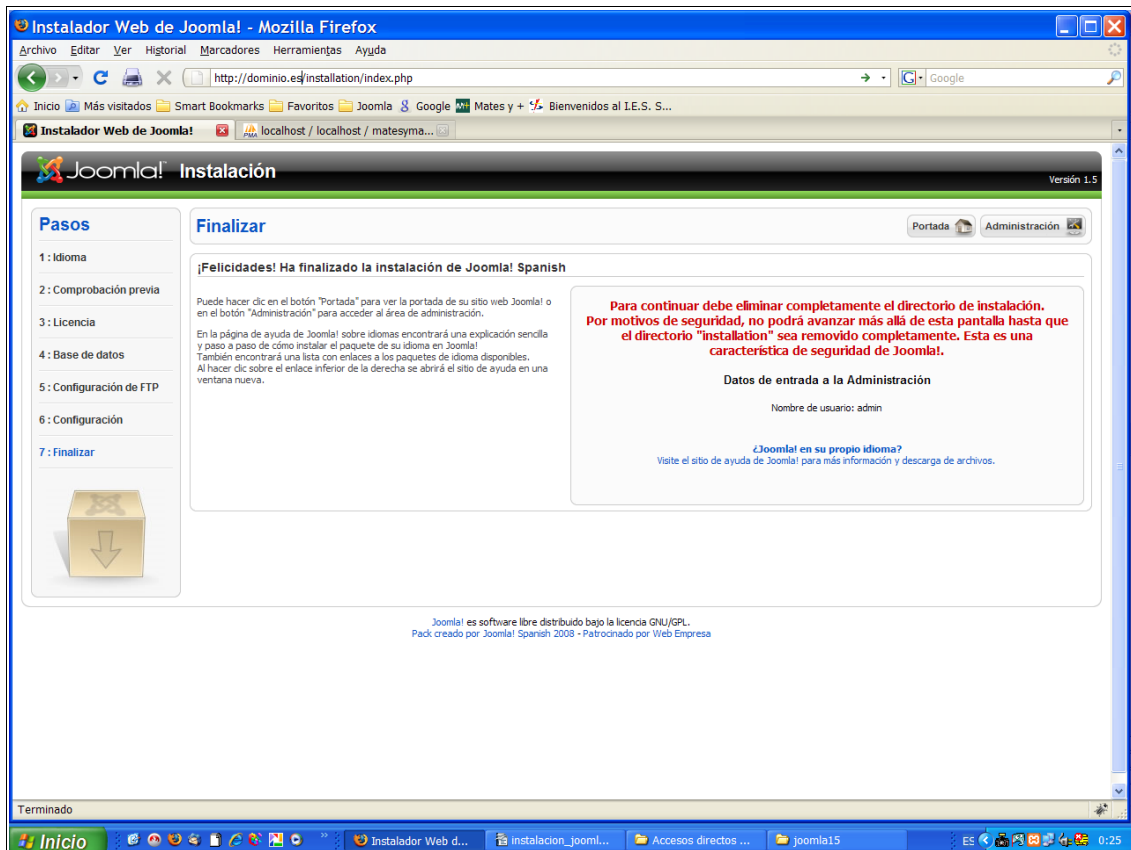 Instalador Web de Joomla! - Mozilla Firefox
Archivo Editar Ver Historial Marcadores Herramientas Ayuda
http://dominio.es/installation/index.php
G Google
Inicio Más visitados Smart Bookmarks Favoritos Joomla Google Mates y + Bienvenidos al I.E.S. S...
Instalador Web de Joomla! localhost / localhost / matesyma...
Joomla! Instalación
Versión 1.5
Pasos
1 : Idioma
2 : Comprobación previa
3 : Licencia
4 : Base de datos
5 : Configuración de FTP
6 : Configuración
7 : Finalizar
Finalizar
Portada
Administración
¡Felicidades! Ha finalizado la instalación de Joomla! Spanish
Puede hacer clic en el botón "Portada" para ver la portada de su sitio web Joomla! o
en el botón "Administración" para acceder al área de administración.
En la página de ayuda de Joomla! sobre idiomas encontrará una explicación sencilla
y paso a paso de cómo instalar el paquete de su idioma en Joomla!
También encontrará una lista con enlaces a los paquetes de idioma disponibles.
Al hacer clic sobre el enlace inferior de la derecha se abrirá el sitio de ayuda en una
ventana nueva.
Para continuar debe eliminar completamente el directorio de instalación.
Por motivos de seguridad, no podrá avanzar más allá de esta pantalla hasta que
el directorio "installation" sea removido completamente. Esta es una
característica de seguridad de Joomla!.
Datos de entrada a la Administración
Nombre de usuario: admin
¿Joomla! en su propio idioma?
Visite el sitio de ayuda de Joomla! para más información y descarga de archivos.
Joomla! es software libre distribuido bajo la licencia GNU/GPL.
Pack creado por Joomla! Spanish 2008 - Patrocinado por Web Empresa
Terminado
Inicio
Instalador Web d...
instalacion_jooml...
Accesos directos ...
joomla15
ES
0:25